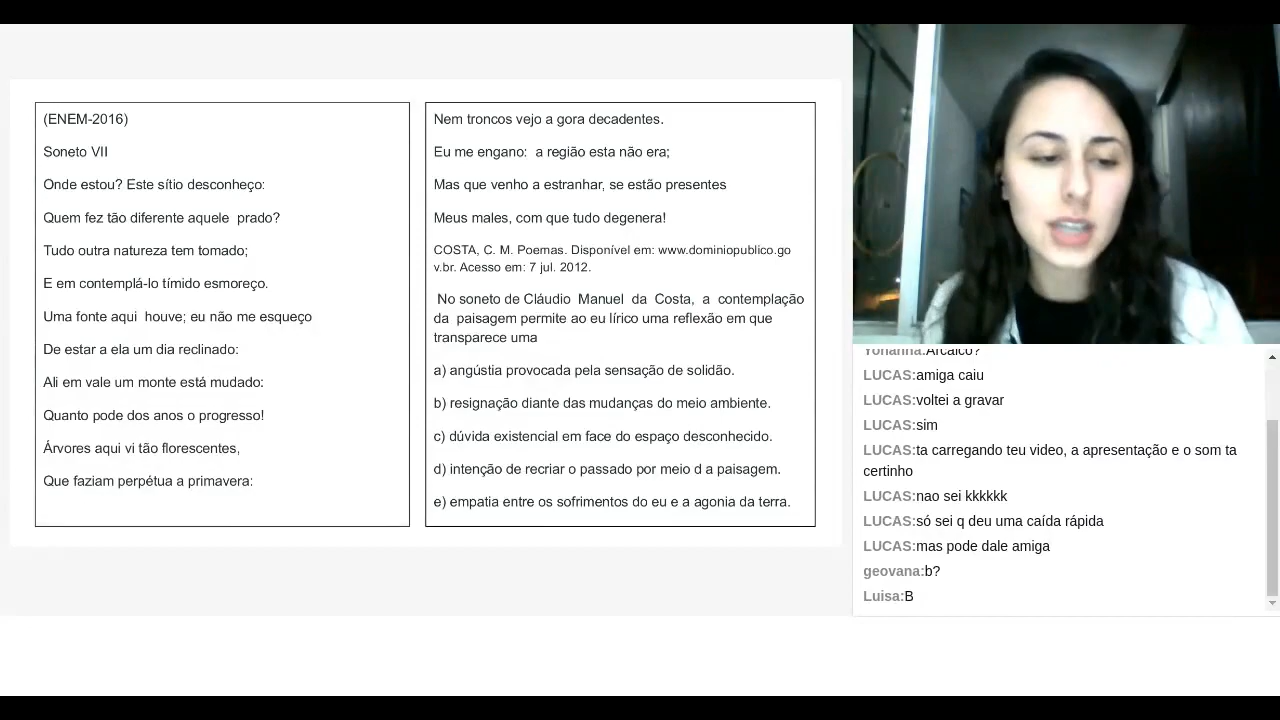 (ENEM-2016)
Soneto VII
Onde estou? Este sítio desconheço:
Quem fez tão diferente aquele prado?
Tudo outra natureza tem tomado;
E em contemplá-lo tímido esmoreço.
Uma fonte aqui houve; eu não me esqueço
De estar a ela um dia reclinado:
Ali em vale um monte está mudado:
Quanto pode dos anos o progresso!
Árvores aqui vi tão florescentes,
Que faziam perpétua a primavera:
Nem troncos vejo a gora decadentes.
Eu me engano: a região esta não era;
Mas que venho a estranhar, se estão presentes
Meus males, com que tudo degenera!
COSTA, C. M. Poemas. Disponível em: www.dominiopublico.go
v.br. Acesso em: 7 jul. 2012.
No soneto de Cláudio Manuel da Costa, a contemplação
da paisagem permite ao eu lírico uma reflexão em que
transparece uma
a) angústia provocada pela sensação de solidão.
b) resignação diante das mudanças do meio ambiente.
c) dúvida existencial em face do espaço desconhecido.
d) intenção de recriar o passado por meio d a paisagem.
e) empatia entre os sofrimentos do eu e a agonia da terra.
Yohanna:Arcaico?
LUCAS:amiga caiu
LUCAS:voltei a gravar
LUCAS:sim
LUCAS:ta carregando teu video, a apresentação e o som ta
certinho
LUCAS:nao sei kkkkkk
LUCAS:só sei q deu uma caída rápida
LUCAS:mas pode dale amiga
geovana:b?
Luisa:B